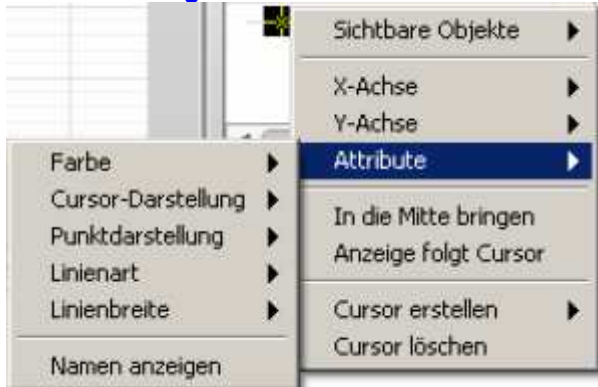 Sichtbare Objekte
X-Achse
Y-Achse
Attribute
In die Mitte bringen
Anzeige folgt Cursor
Cursor erstellen
Cursor löschen
Farbe
Cursor-Darstellung
Punktdarstellung
Linienart
Linienbreite
Namen anzeigen